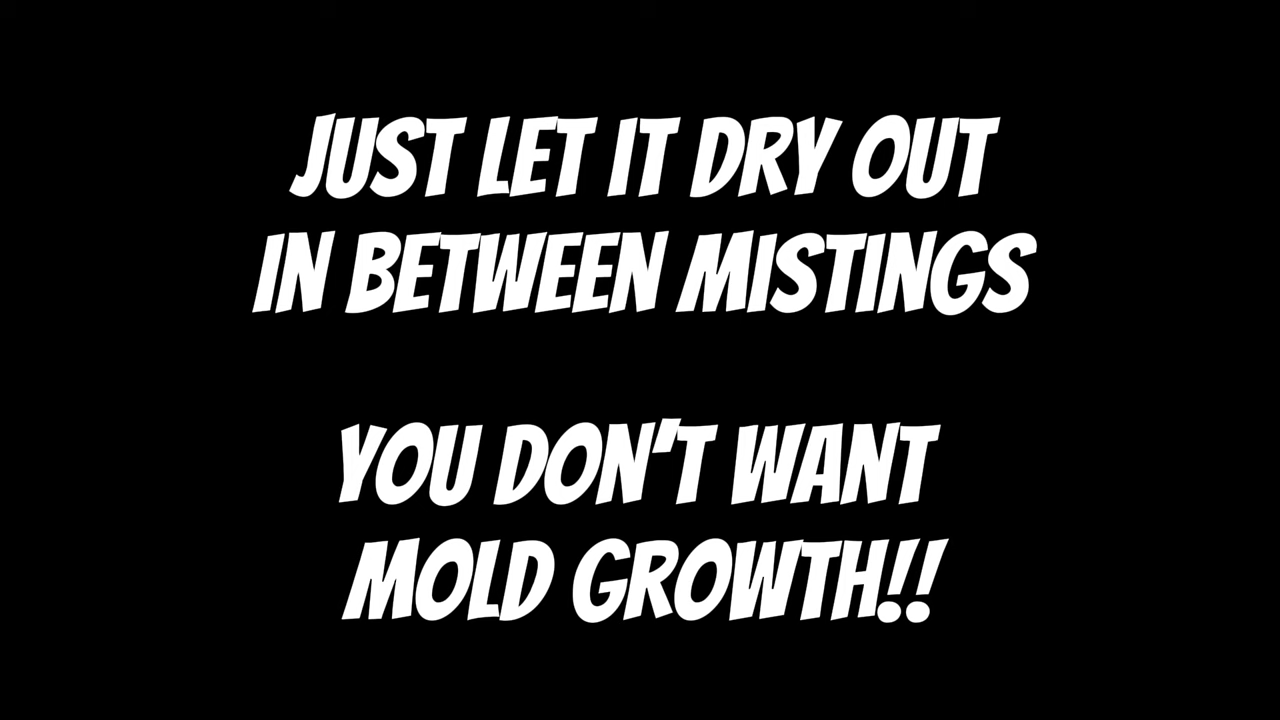 JUST LET IT DRY OUT
IN BETWEEN MISTINGS
YOU DON'T WANT
MOLD GROWTH!!